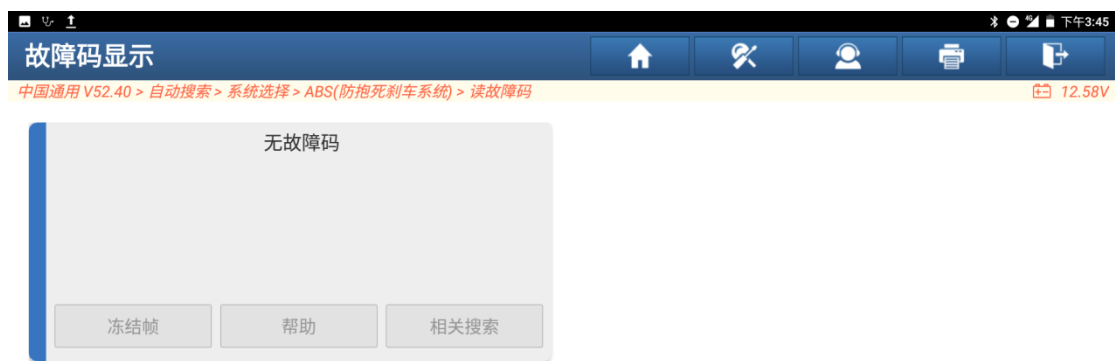 4G 下午3:45
故障码显示
中国通用 V52.40 > 自动搜索 > 系统选择 > ABS(防抱死刹车系统) > 读故障码 12.58V
无故障码
冻结帧 帮助 相关搜索